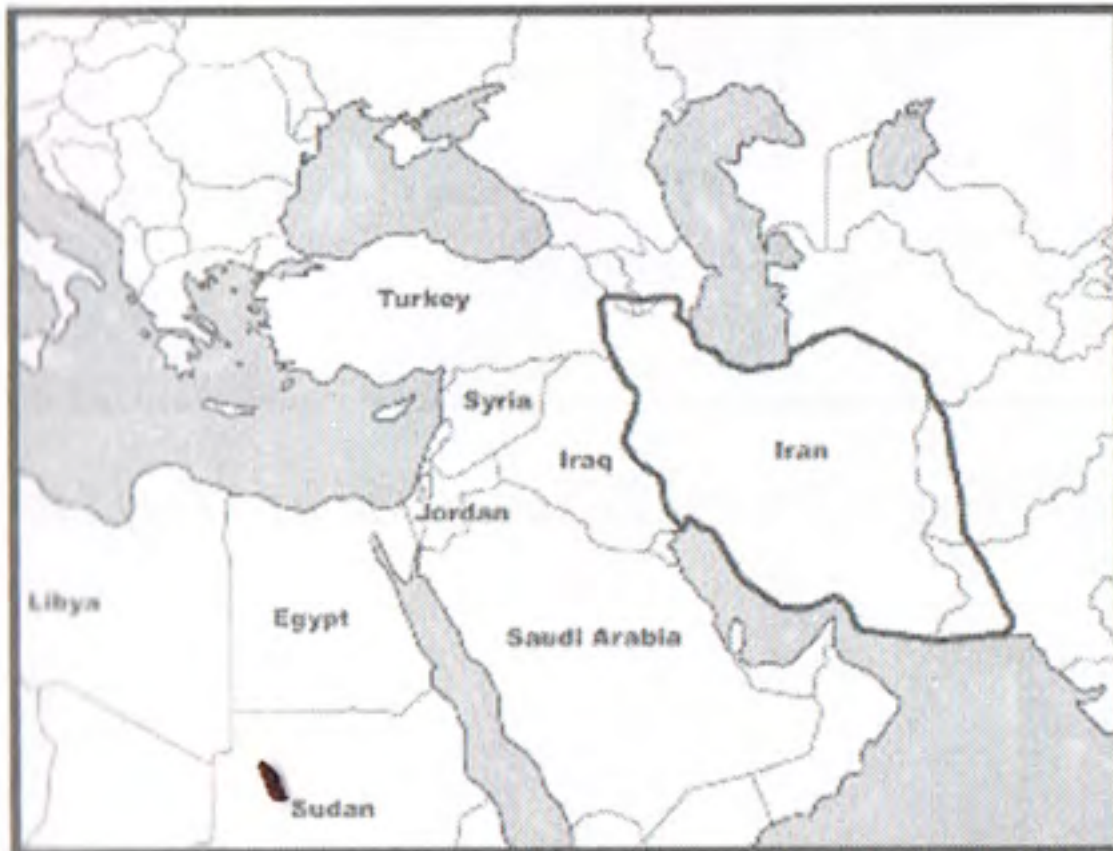 Turkey
Syria
Iraq
Iran
Jordan
Libya
Egypt
Saudi Arabia
Sudan